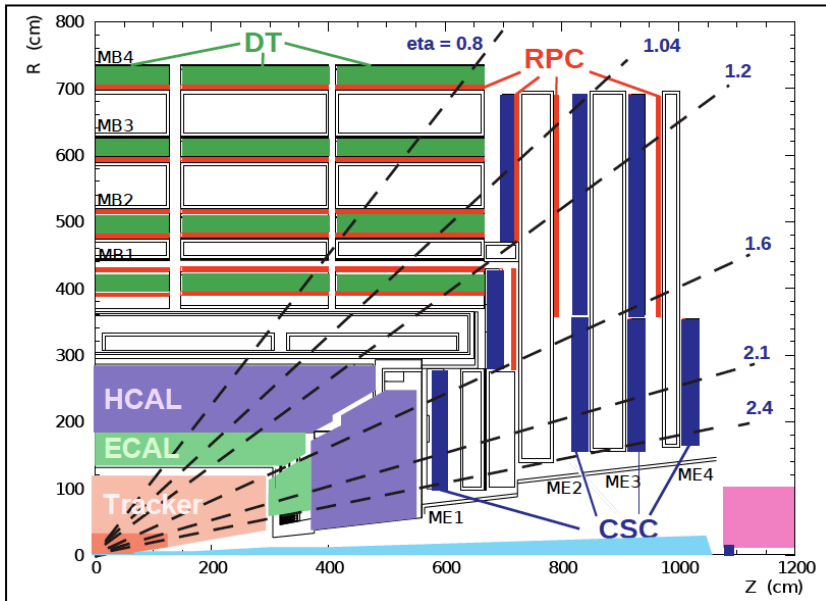 R (cm)
eta = 0.8
1.04
1.2
1.6
2.1
2.4
DT
RPC
MB4
MB3
MB2
MB1
HCAL
ECAL
Tracker
ME1
ME2
ME3
ME4
CSC
800
700
600
500
400
300
200
100
0
0
200
400
600
800
1000
1200
Z (cm)